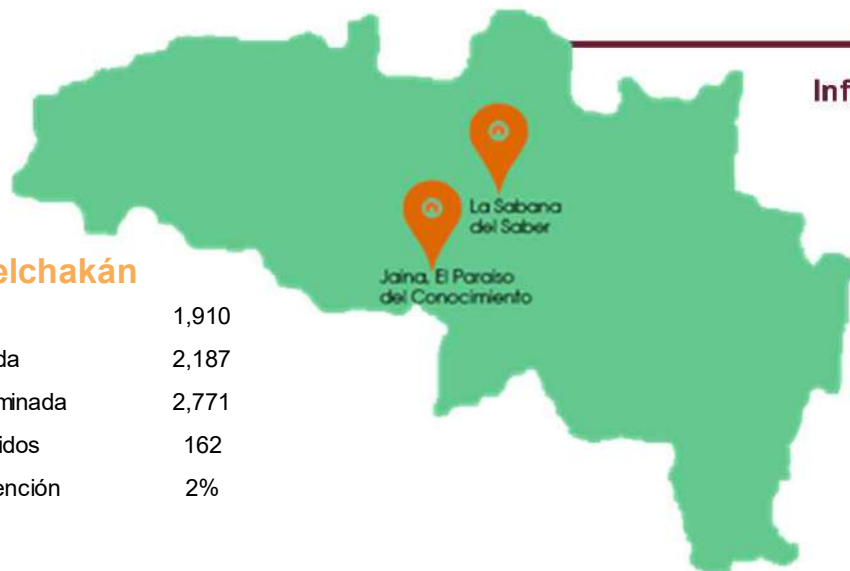 Inf
La Sabana
del Saber
Jaina, El Paraiso
del Conocimiento
elchakán
1,910
da 2,187
minada 2,771
idos 162
ención 2%